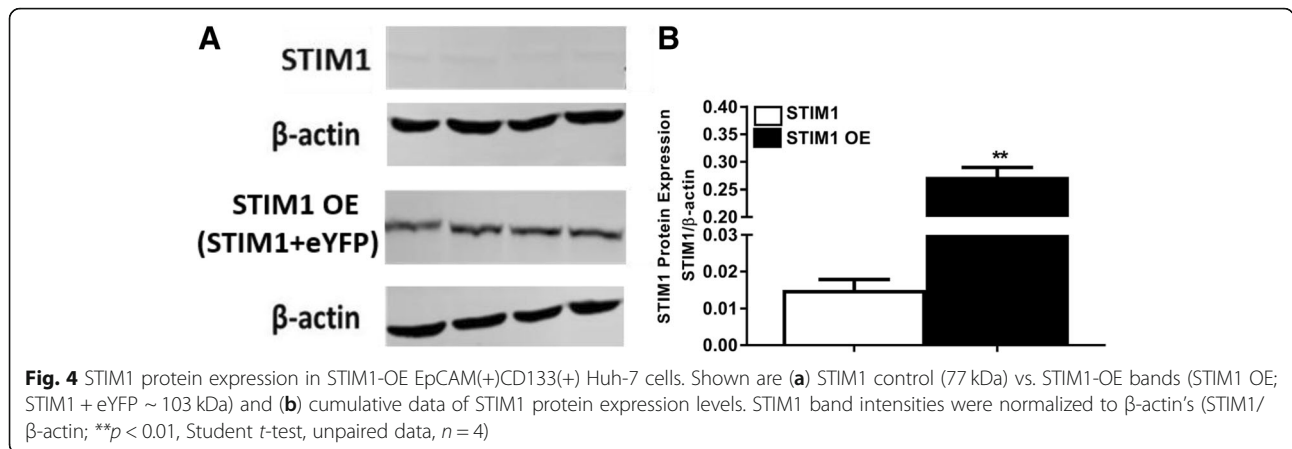 A
STIM1
β-actin
STIM1 OE
(STIM1+eYFP)
β-actin
B
STIM1 Protein Expression
STIM1/β-actin
0.40
0.35
0.30
0.25
0.20
0.03
0.02
0.01
0.00
STIM1
STIM1 OE
**
Fig. 4 STIM1 protein expression in STIM1-OE EpCAM(+)CD133(+) Huh-7 cells. Shown are (a) STIM1 control (77 kDa) vs. STIM1-OE bands (STIM1 OE;
STIM1 + eYFP ~ 103 kDa) and (b) cumulative data of STIM1 protein expression levels. STIM1 band intensities were normalized to β-actin's (STIM1/
β-actin; **p < 0.01, Student t-test, unpaired data, n = 4)